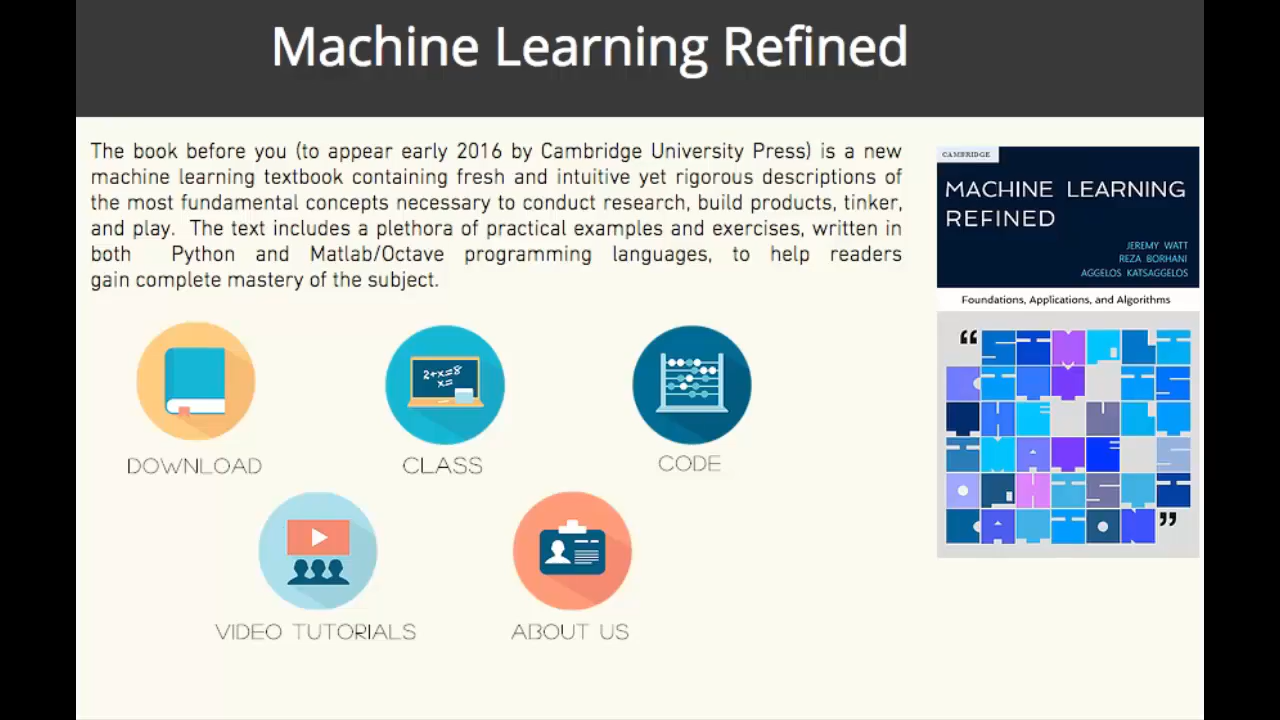 Machine Learning Refined
The book before you (to appear early 2016 by Cambridge University Press) is a new
machine learning textbook containing fresh and intuitive yet rigorous descriptions of
the most fundamental concepts necessary to conduct research, build products, tinker,
and play. The text includes a plethora of practical examples and exercises, written in
both Python and Matlab/Octave programming languages, to help readers
gain complete mastery of the subject.
CAMBRIDGE
MACHINE LEARNING
REFINED
JEREMY WATT
REZA BORHANI
AGGELOS KATSAGGELOS
Foundations, Applications, and Algorithms
2+x=8
x=
DOWNLOAD
CLASS
CODE
VIDEO TUTORIALS
ABOUT US